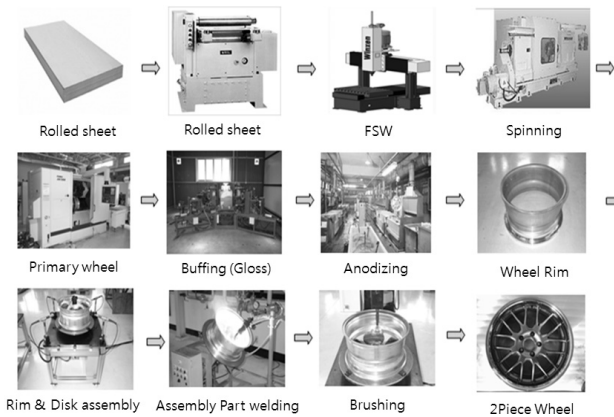 Rolled sheet
Rolled sheet
FSW
Spinning
Primary wheel
Buffing (Gloss)
Anodizing
Wheel Rim
Rim & Disk assembly
Assembly Part welding
Brushing
2Piece Wheel